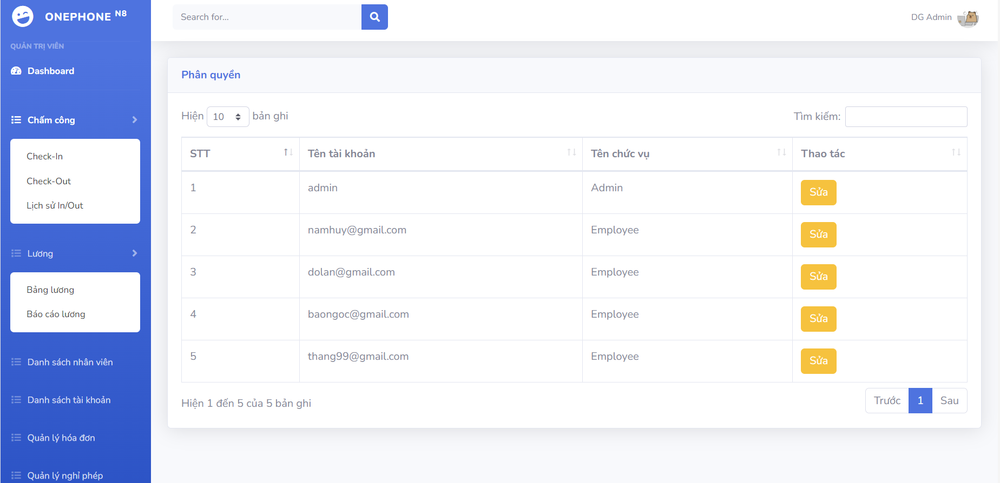 ONEPHONE N8
QUẢN TRỊ VIÊN
Dashboard
Chấm công
Check-In
Check-Out
Lịch sử In/Out
Lương
Bảng lương
Báo cáo lương
Danh sách nhân viên
Danh sách tài khoản
Quản lý hóa đơn
Quản lý nghỉ phép
Search for...
DG Admin
Phân quyền
Hiện 10 bản ghi
Tìm kiếm:
STT Tên tài khoản Tên chức vụ Thao tác
1 admin Admin Sửa
2 namhuy@gmail.com Employee Sửa
3 dolan@gmail.com Employee Sửa
4 baongoc@gmail.com Employee Sửa
5 thang99@gmail.com Employee Sửa
Hiện 1 đến 5 của 5 bản ghi
Trước 1 Sau